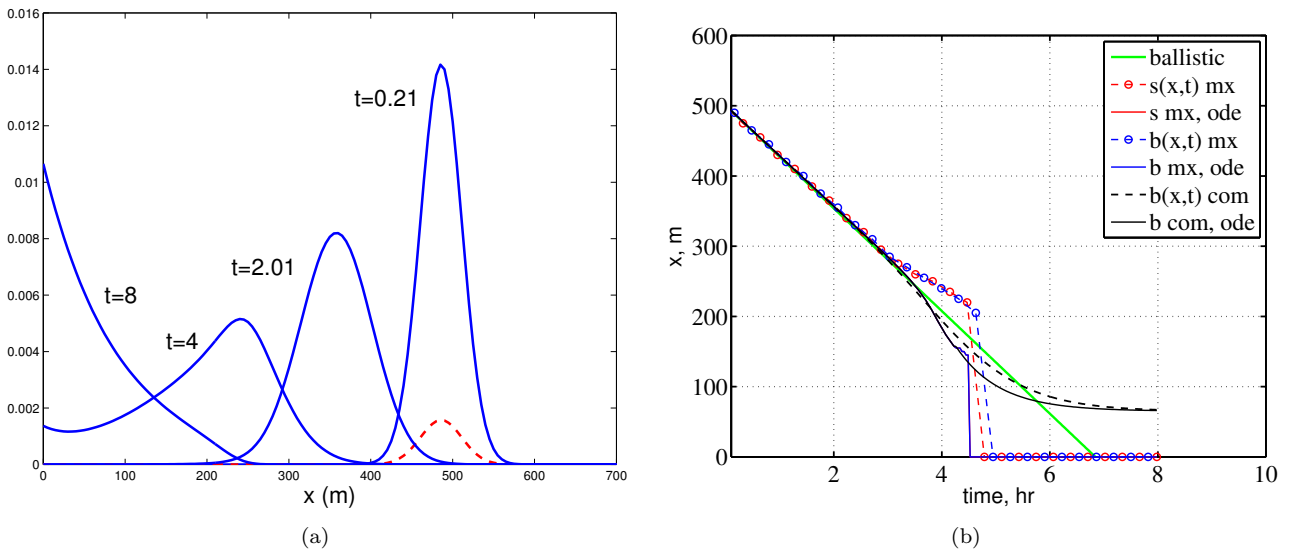 0.016
0.014
0.012
0.01
0.008
0.006
0.004
0.002
0
t=0.21
t=2.01
t=8
t=4
0 100 200 300 400 500 600 700
x (m)
(a)
600
500
400
300
200
100
0
x, m
ballistic
s(x,t) mx
s mx, ode
b(x,t) mx
b mx, ode
b(x,t) com
b com, ode
2 4 6 8 10
time, hr
(b)